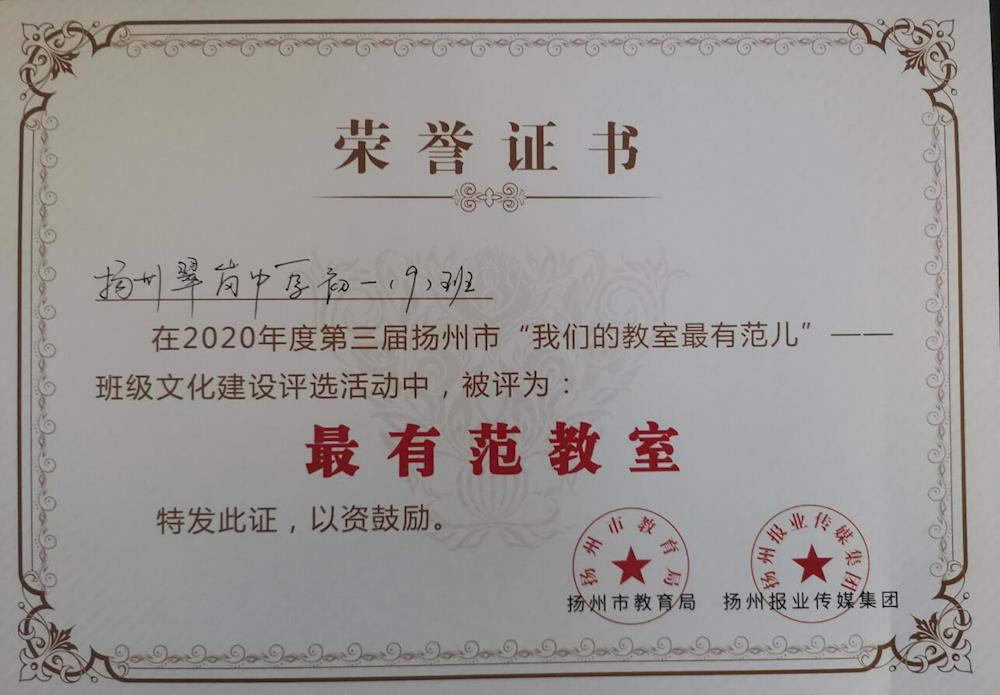 荣誉证书
扬州翠岗中学初一(9)班
在2020年度第三届扬州市“我们的教室最有范儿”——
班级文化建设评选活动中，被评为：
最有范教室
特发此证，以资鼓励。
扬州市教育局
扬州报业传媒集团
扬州市教育局
扬州报业传媒集团